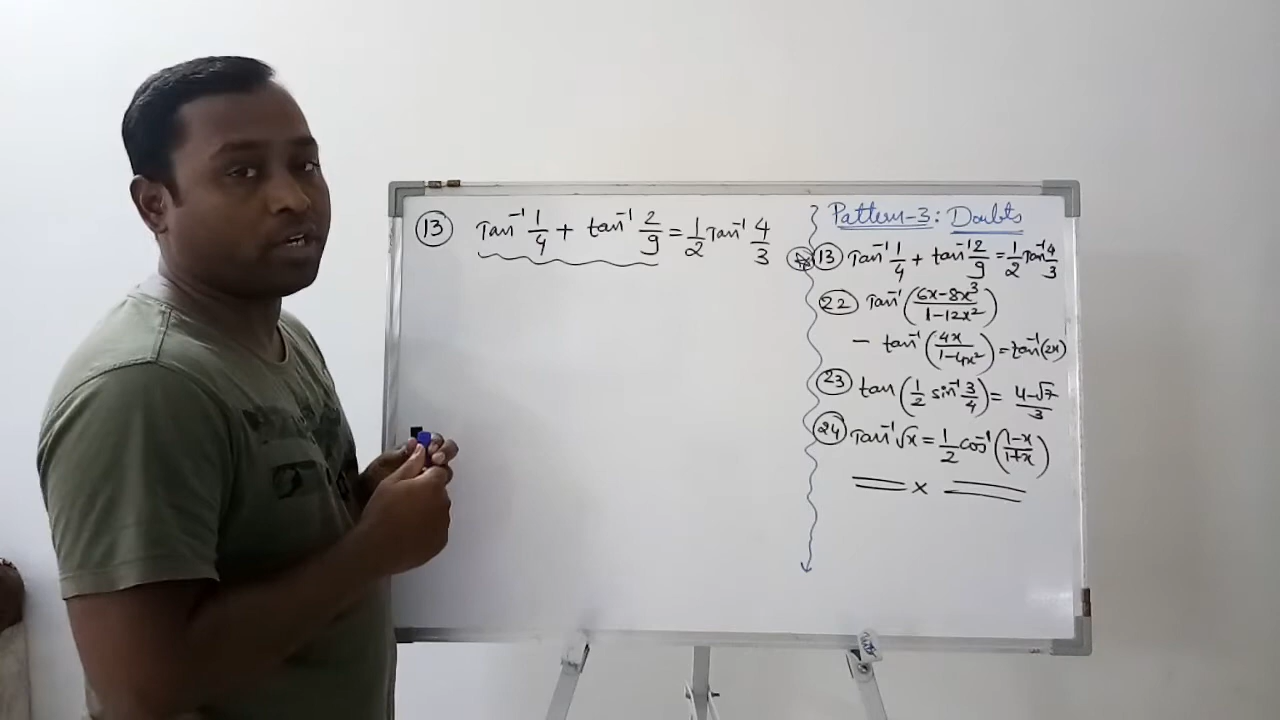 ⑬ Tan⁻¹ 1/4 + tan⁻¹ 2/9 = 1/2 Tan⁻¹ 4/3
Pattern-3: Doubts
⑬ Tan⁻¹ 1/4 + tan⁻¹ 2/9 = 1/2 Tan⁻¹ 4/3
㉒ Tan⁻¹ (6x-8x³/1-12x²)
- tan⁻¹ (4x/1-4x²) = tan⁻¹(2x)
㉓ tan (1/2 sin⁻¹ 3/4) = 4-√7/3
㉔ Tan⁻¹ √x = 1/2 cos⁻¹ (1-x/1+x)
x